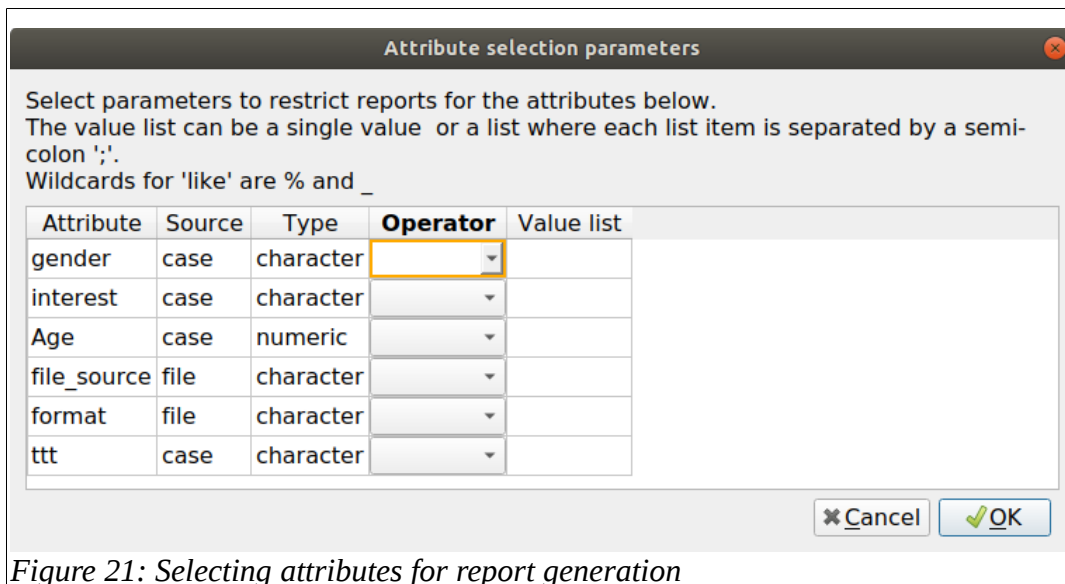 Attribute selection parameters
Select parameters to restrict reports for the attributes below.
The value list can be a single value  or a list where each list item is separated by a semi-
colon ';'.
Wildcards for 'like' are % and _
Attribute Source Type Operator Value list
gender case character
interest case character
Age case numeric
file_source file character
format file character
ttt case character
Cancel OK
Figure 21: Selecting attributes for report generation